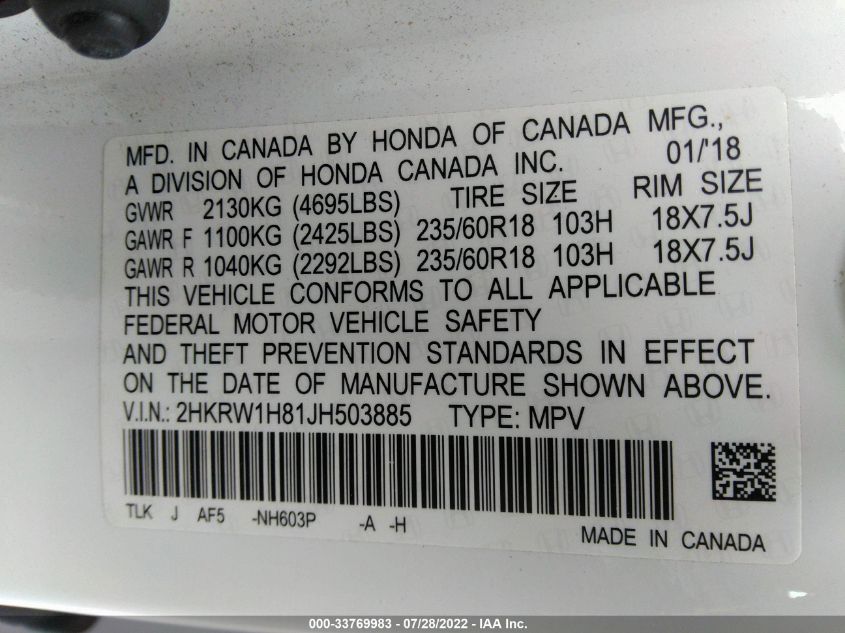 MFD. IN CANADA BY HONDA OF CANADA MFG.,
A DIVISION OF HONDA CANADA INC. 01/'18
GVWR 2130KG (4695LBS) TIRE SIZE RIM SIZE
GAWR F 1100KG (2425LBS) 235/60R18 103H 18X7.5J
GAWR R 1040KG (2292LBS) 235/60R18 103H 18X7.5J
THIS VEHICLE CONFORMS TO ALL APPLICABLE
FEDERAL MOTOR VEHICLE SAFETY
AND THEFT PREVENTION STANDARDS IN EFFECT
ON THE DATE OF MANUFACTURE SHOWN ABOVE.
V.I.N.: 2HKRW1H81JH503885 TYPE: MPV
TLK J AF5 -NH603P -A -H
MADE IN CANADA
000-33769983 / 07/28/2022 - IAA Inc.